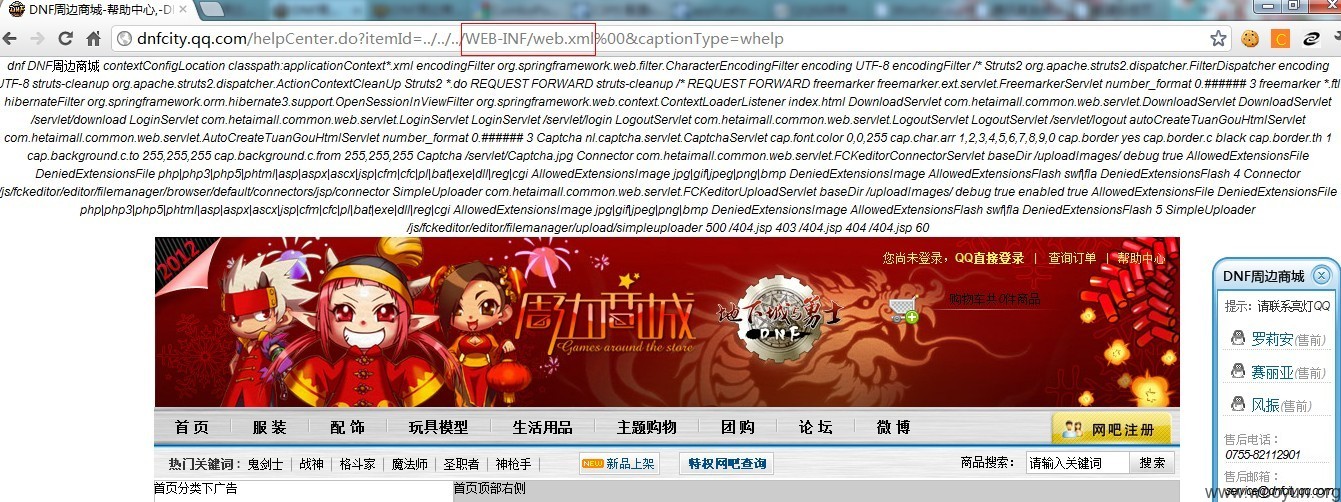 DNF周边商城-帮助中心,-DN
dnfcity.qq.com/helpCenter.do?itemId=../../../WEB-INF/web.xml%00&captionType=whelp
dnf DNF周边商城 contextConfigLocation classpath:applicationContext*.xml encodingFilter org.springframework.web.filter.CharacterEncodingFilter encoding UTF-8 encodingFilter /* Struts2 org.apache.struts2.dispatcher.FilterDispatcher encoding
UTF-8 struts-cleanup org.apache.struts2.dispatcher.ActionContextCleanUp Struts2 *.do REQUEST FORWARD struts-cleanup /* REQUEST FORWARD freemarker freemarker.ext.servlet.FreemarkerServlet number_format 0.###### 3 freemarker *.ftl
hibernateFilter org.springframework.orm.hibernate3.support.OpenSessionInViewFilter org.springframework.web.context.ContextLoaderListener index.html DownloadServlet com.hetaimall.common.web.servlet.DownloadServlet DownloadServlet
/servlet/download LoginServlet com.hetaimall.common.web.servlet.LoginServlet LoginServlet /servlet/login LogoutServlet com.hetaimall.common.web.servlet.LogoutServlet LogoutServlet /servlet/logout autoCreateTuanGouHtmlServlet
com.hetaimall.common.web.servlet.AutoCreateTuanGouHtmlServlet number_format 0.###### 3 Captcha nl.captcha.servlet.CaptchaServlet cap.font.color 0,0,255 cap.char.arr 1,2,3,4,5,6,7,8,9,0 cap.border yes cap.border.c black cap.border.th 1
cap.background.c.to 255,255,255 cap.background.c.from 255,255,255 Captcha /servlet/Captcha.jpg Connector com.hetaimall.common.web.servlet.FCKeditorConnectorServlet baseDir /uploadImages/ debug true AllowedExtensionsFile
DeniedExtensionsFile php|php3|php5|phtml|asp|aspx|ascx|jsp|cfm|cfc|pl|bat|exe|dll|reg|cgi AllowedExtensionsImage jpg|gif|jpeg|png|bmp DeniedExtensionsImage AllowedExtensionsFlash swf|fla DeniedExtensionsFlash 4 Connector
/js/fckeditor/editor/filemanager/browser/default/connectors/jsp/connector SimpleUploader com.hetaimall.common.web.servlet.FCKeditorUploadServlet baseDir /uploadImages/ debug true enabled true AllowedExtensionsFile DeniedExtensionsFile
php|php3|php5|phtml|asp|aspx|ascx|jsp|cfm|cfc|pl|bat|exe|dll|reg|cgi AllowedExtensionsImage jpg|gif|jpeg|png|bmp DeniedExtensionsImage AllowedExtensionsFlash swf|fla DeniedExtensionsFlash 5 SimpleUploader
/js/fckeditor/editor/filemanager/upload/simpleuploader 500 /404.jsp 403 /404.jsp 404 /404.jsp 60
2012
您尚未登录，QQ直接登录 | 查询订单 | 帮助中心
购物车共0件商品
周边商城
Games around the store
地下城与勇士
DNF
首 页 服 装 配 饰 玩具模型 生活用品 主题购物 团 购 论 坛 微 博 网吧注册
热门关键词：鬼剑士 | 战神 | 格斗家 | 魔法师 | 圣职者 | 神枪手 | NEW 新品上架 特权网吧查询 商品搜索： 请输入关键词 搜 索
首页分类下广告 首页顶部右侧
DNF周边商城
提示：请联系亮灯QQ
罗莉安(售前)
赛丽亚(售前)
风振(售前)
售后电话：
0755-82112901
售后邮箱：
service@dnfcity.qq.com
www.wooyun.org